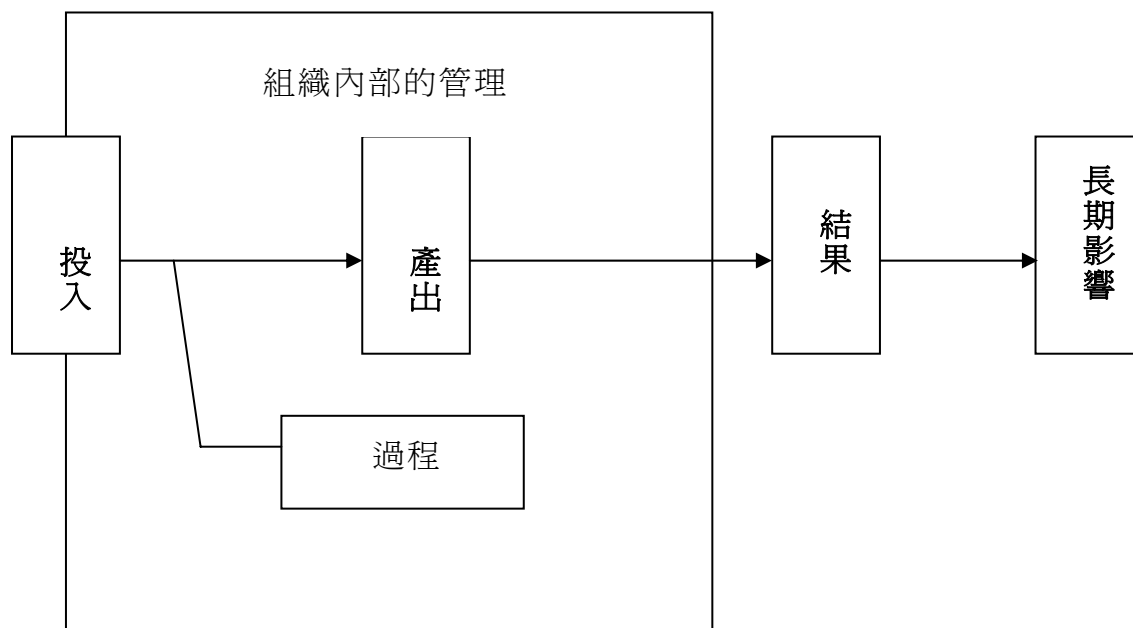 組織內部的管理
投入
產出
結果
長期影響
過程